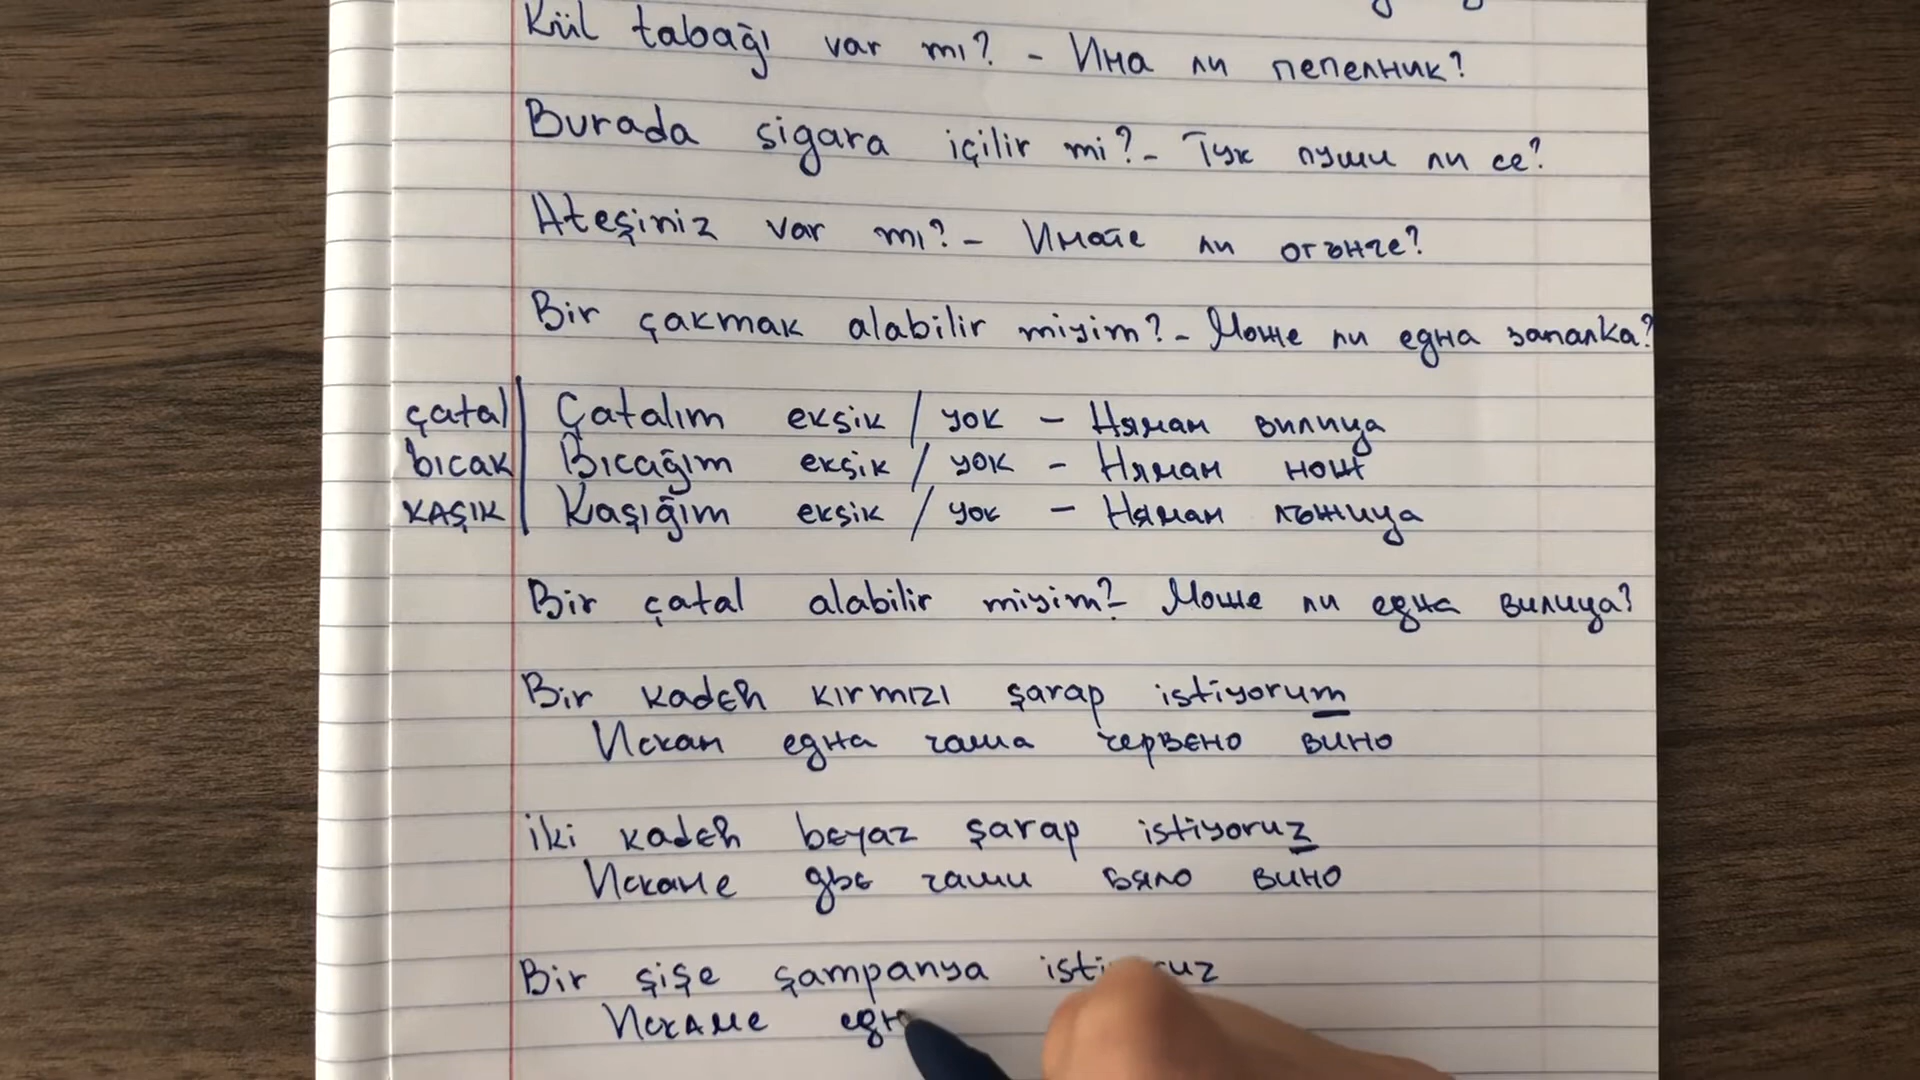 Kül tabağı var mı? - Има ли пепелник?
Burada sigara içilir mi? - Тук пуши ли се?
Ateşiniz var mı? - Имате ли огънче?
Bir çakmak alabilir miyim? - Може ли една запалка?
çatal | Çatalım eksik / yok - Нямам вилица
bıcak | Bıcağım eksik / yok - Нямам нож
KAŞIK | Kaşığım eksik / yok - Нямам лъжица
Bir çatal alabilir miyim? - Може ли една вилица?
Bir kadeh kırmızı şarap istiyorum
Искам една чаша червено вино
İki kadeh beyaz şarap istiyoruz
Искаме две чаши бяло вино
Bir şişe şampanya
Искаме